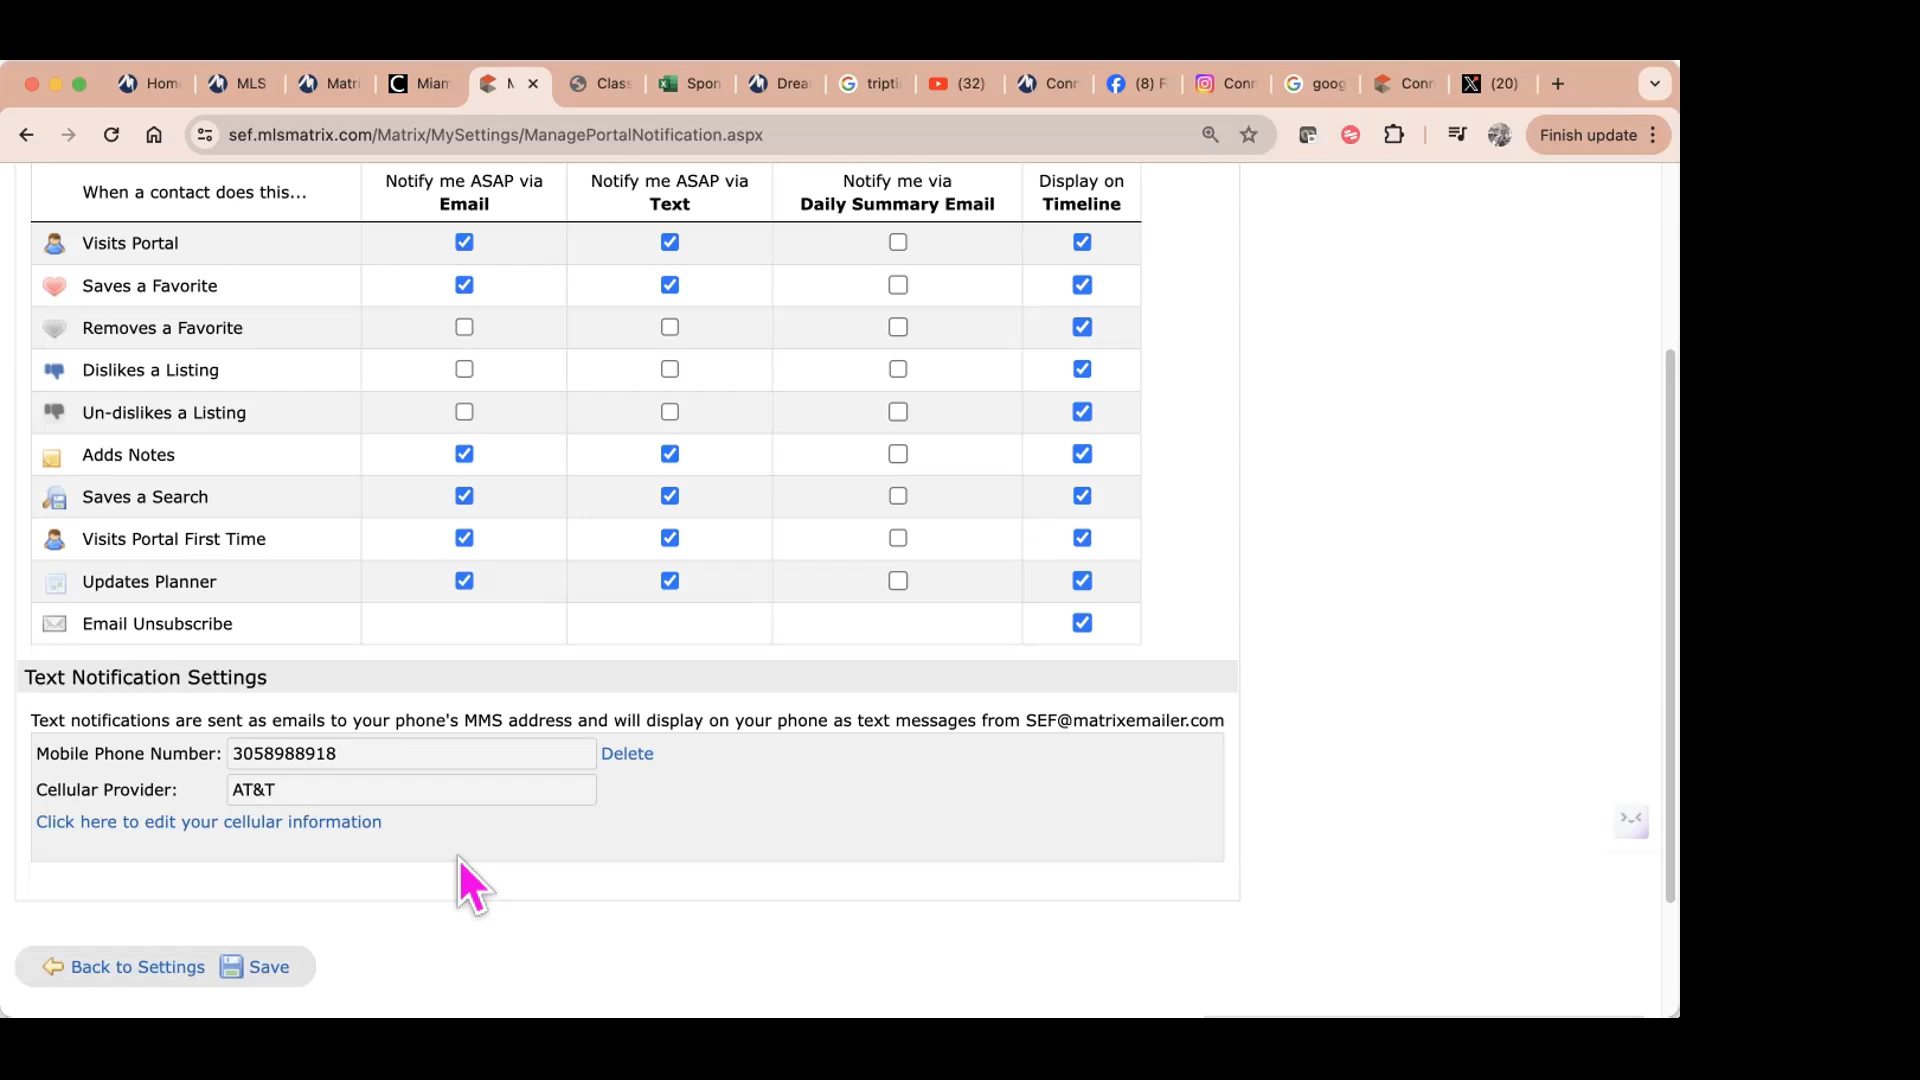 Hom
MLS
Matri
Miam
M
Class
Spon
Drea
tripti
(32)
Conn
(8) F
Conn
goog
Conn
(20)
sef.mlsmatrix.com/Matrix/MySettings/ManagePortalNotification.aspx
Finish update
When a contact does this...
Notify me ASAP via
Email
Notify me ASAP via
Text
Notify me via
Daily Summary Email
Display on
Timeline
Visits Portal
Saves a Favorite
Removes a Favorite
Dislikes a Listing
Un-dislikes a Listing
Adds Notes
Saves a Search
Visits Portal First Time
Updates Planner
Email Unsubscribe
Text Notification Settings
Text notifications are sent as emails to your phone's MMS address and will display on your phone as text messages from SEF@matrixemailer.com
Mobile Phone Number: 3058988918 Delete
Cellular Provider: AT&T
Click here to edit your cellular information
Back to Settings Save